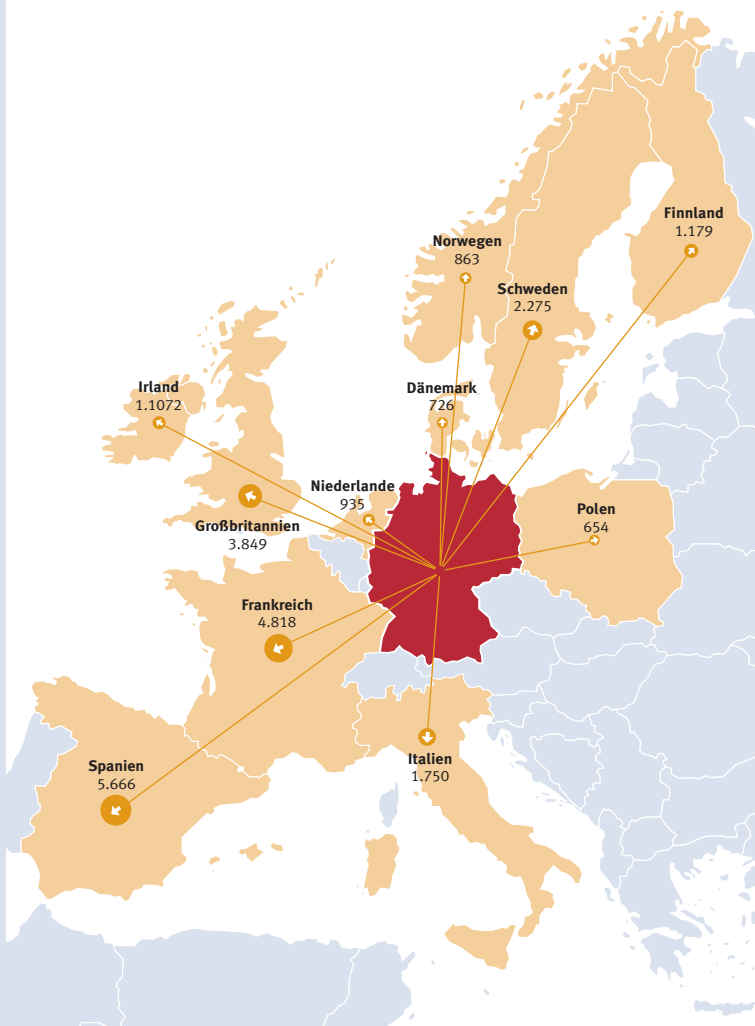 Finnland
1.179
Norwegen
863
Schweden
2.275
Irland
1.1072
Dänemark
726
Niederlande
935
Großbritannien
3.849
Polen
654
Frankreich
4.818
Spanien
5.666
Italien
1.750